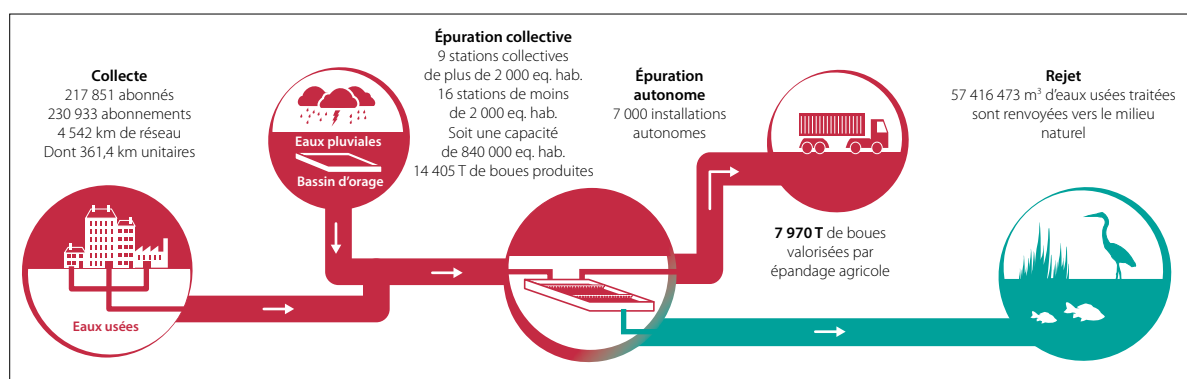 Collecte
217 851 abonnés
230 933 abonnements
4 542 km de réseau
Dont 361,4 km unitaires
Eaux usées
Eaux pluviales
Bassin d'orage
Épuration collective
9 stations collectives
de plus de 2 000 eq. hab.
16 stations de moins
de 2 000 eq. hab.
Soit une capacité
de 840 000 eq. hab.
14 405 T de boues produites
Épuration
autonome
7 000 installations
autonomes
7 970 T de boues
valorisées par
épandage agricole
Rejet
57 416 473 m³ d'eaux usées traitées
sont renvoyées vers le milieu
naturel